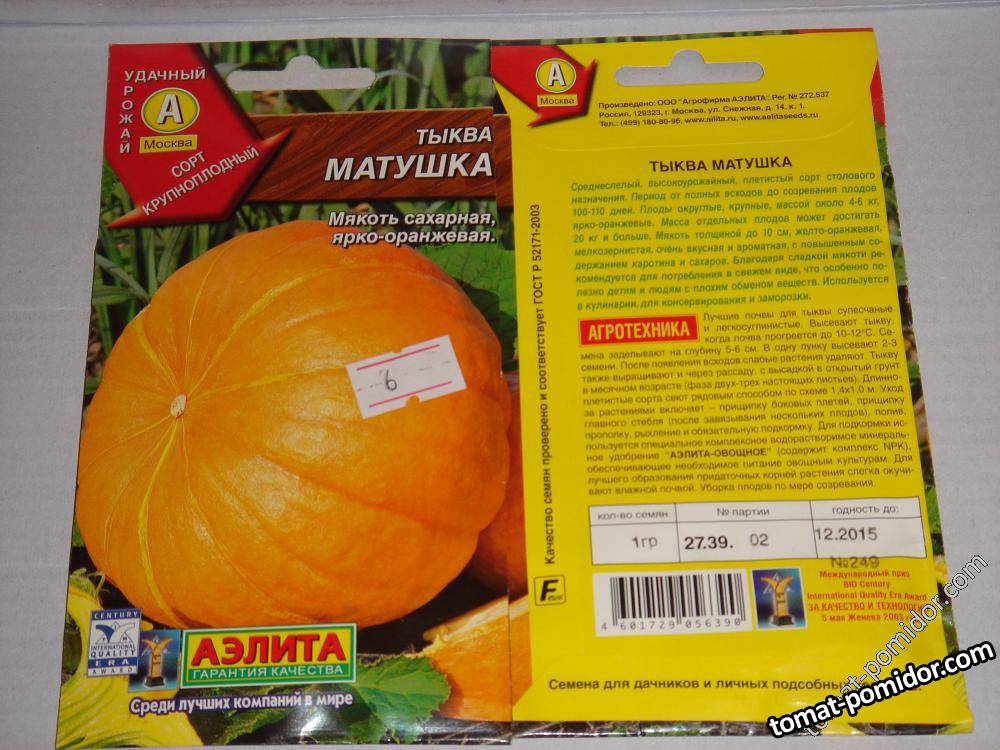 УДАЧНЫЙ
УРОЖАЙ
А
Москва
СОРТ
КРУПНОПЛОДНЫЙ
ТЫКВА
МАТУШКА
Мякоть сахарная,
ярко-оранжевая.
6
CENTURY
INTERNATIONAL
QUALITY
ERA
AWARD
АЭЛИТА
ГАРАНТИЯ КАЧЕСТВА
Среди лучших компаний в мире
А
Москва
Произведено: ООО "Агрофирма АЭЛИТА". Рег. № 272.537
Россия, 129323, г. Москва, ул. Снежная, д. 14, к. 1.
Тел.: (499) 180-80-96, www.ailita.ru, www.aelitaseeds.ru
ТЫКВА МАТУШКА
Среднеспелый, высокоурожайный, плетистый сорт столового
назначения. Период от полных всходов до созревания плодов
100-110 дней. Плоды округлые, крупные, массой около 4-6 кг,
ярко-оранжевые. Масса отдельных плодов может достигать
20 кг и больше. Мякоть толщиной до 10 см, желто-оранжевая,
мелкозернистая, очень вкусная и ароматная, с повышенным со-
держанием каротина и сахаров. Благодаря сладкой мякоти ре-
комендуется для потребления в свежем виде, что особенно по-
лезно детям и людям с плохим обменом веществ. Используется
в кулинарии, для консервирования и заморозки.
АГРОТЕХНИКА
Лучшие почвы для тыквы супесчаные
и легкосуглинистые. Высевают тыкву,
когда почва прогреется до 10-12°С. Се-
мена заделывают на глубину 5-6 см. В одну лунку высевают 2-3
семени. После появления всходов слабые растения удаляют. Тыкву
также выращивают и через рассаду, с высадкой в открытый грунт
в месячном возрасте (фаза двух-трех настоящих листьев). Длинно-
плетистые сорта сеют рядовым способом по схеме 1,4х1,0 м. Уход
за растениями включает – прищипку боковых плетей, прищипку
главного стебля (после завязывания нескольких плодов), полив,
прополку, рыхление и обязательную подкормку. Для подкормки ис-
пользуется специальное комплексное водорастворимое минераль-
ное удобрение "АЭЛИТА-ОВОЩНОЕ" (содержит комплекс NPK),
обеспечивающее необходимое питание овощным культурам. Для
лучшего образования придаточных корней растения слегка окучи-
вают влажной почвой. Уборка плодов по мере созревания.
Качество семян проверено и соответствует ГОСТ Р 52171-2003
кол-во семян № партии годность до:
1гр 27.39. 02 12.2015
№249
4 601729 056390
Международный приз
BID Century
International Quality Era Award
ЗА КАЧЕСТВО И ТЕХНОЛОГИ
5 мая Женева 2003 г
Семена для дачников и личных подсобны
tomat-pomidor.com
tomat-pomidor.com